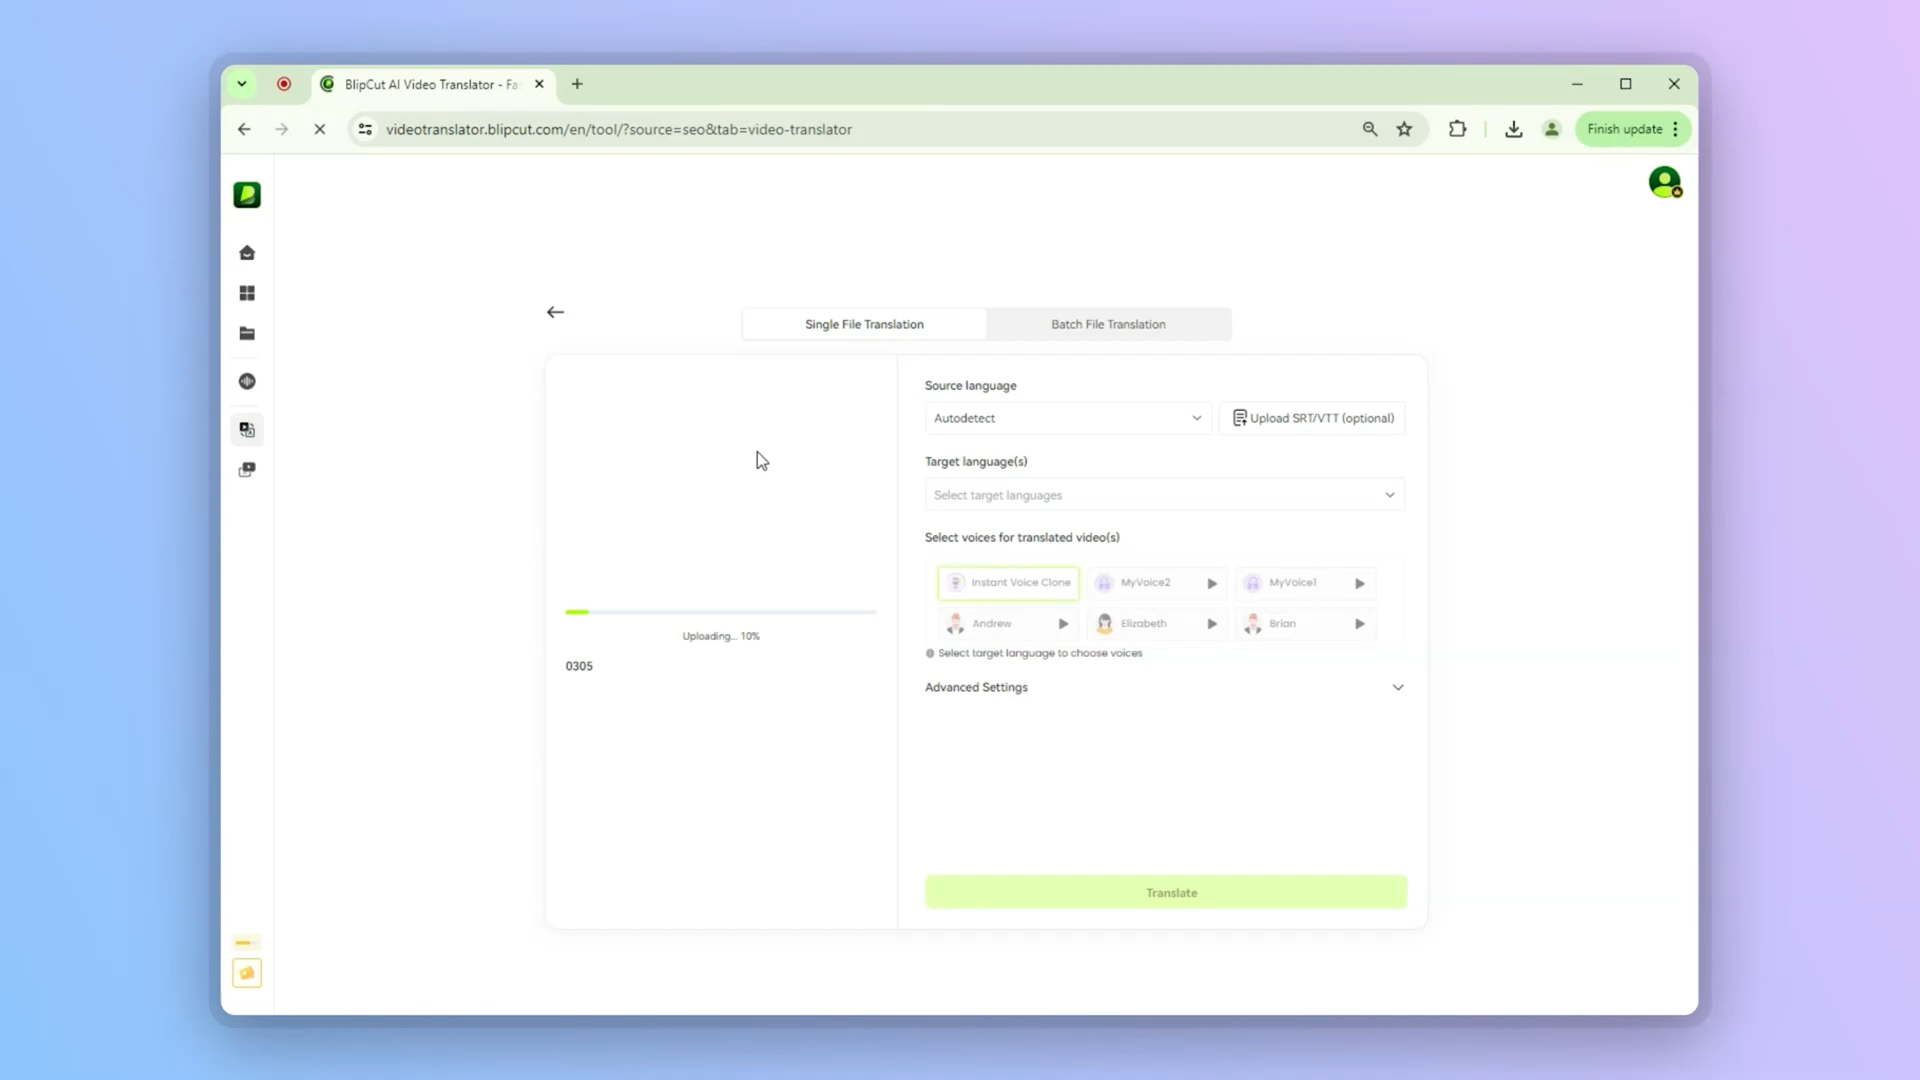 BlipCut AI Video Translator - Fa
videotranslator.blipcut.com/en/tool/?source=seo&tab=video-translator
Finish update
Single File Translation
Batch File Translation
Source language
Autodetect
Upload SRT/VTT (optional)
Target language(s)
Select target languages
Select voices for translated video(s)
Instant Voice Clone
MyVoice2
MyVoice1
Andrew
Elizabeth
Brian
Uploading... 10%
Select target language to choose voices
0305
Advanced Settings
Translate